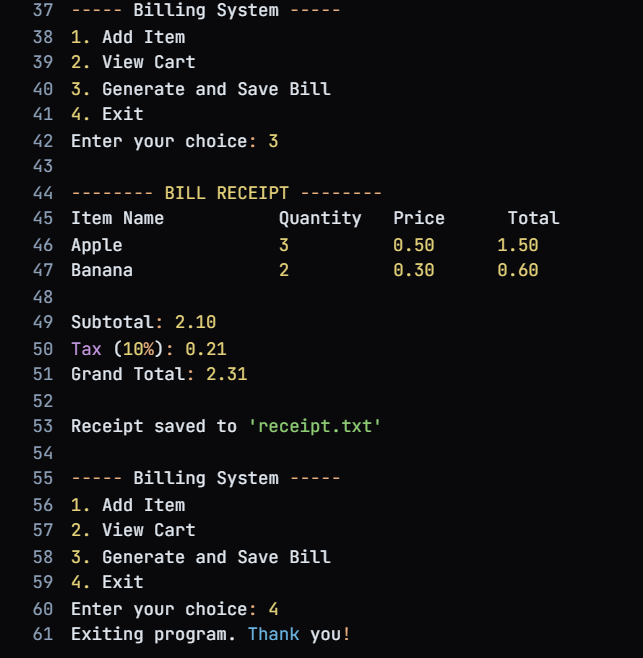 37 ----- Billing System -----
38 1. Add Item
39 2. View Cart
40 3. Generate and Save Bill
41 4. Exit
42 Enter your choice: 3
43
44 -------- BILL RECEIPT --------
45 Item Name           Quantity   Price      Total
46 Apple               3          0.50      1.50
47 Banana              2          0.30      0.60
48
49 Subtotal: 2.10
50 Tax (10%): 0.21
51 Grand Total: 2.31
52
53 Receipt saved to 'receipt.txt'
54
55 ----- Billing System -----
56 1. Add Item
57 2. View Cart
58 3. Generate and Save Bill
59 4. Exit
60 Enter your choice: 4
61 Exiting program. Thank you!